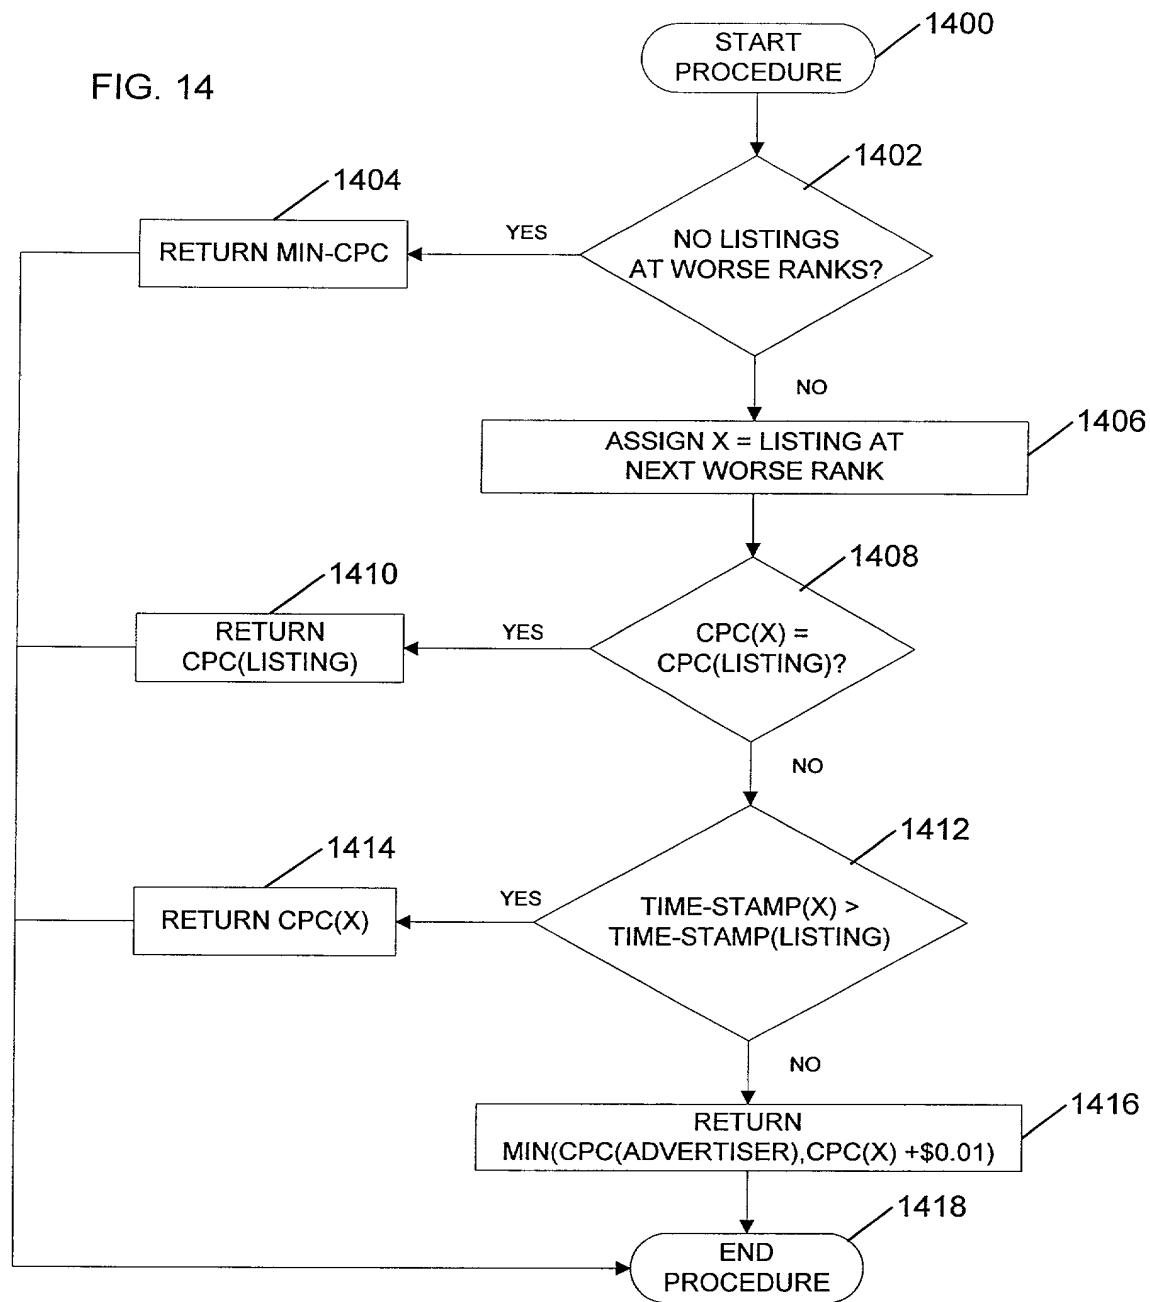 START
PROCEDURE
1400
FIG. 14
1402
1404
NO LISTINGS
AT WORSE RANKS?
YES
RETURN MIN-CPC
NO
1406
ASSIGN X = LISTING AT
NEXT WORSE RANK
1408
1410
CPC(X) =
CPC(LISTING)?
YES
RETURN
CPC(LISTING)
NO
1412
1414
TIME-STAMP(X) >
TIME-STAMP(LISTING)
YES
RETURN CPC(X)
NO
1416
RETURN
MIN(CPC(ADVERTISER),CPC(X) +$0.01)
1418
END
PROCEDURE